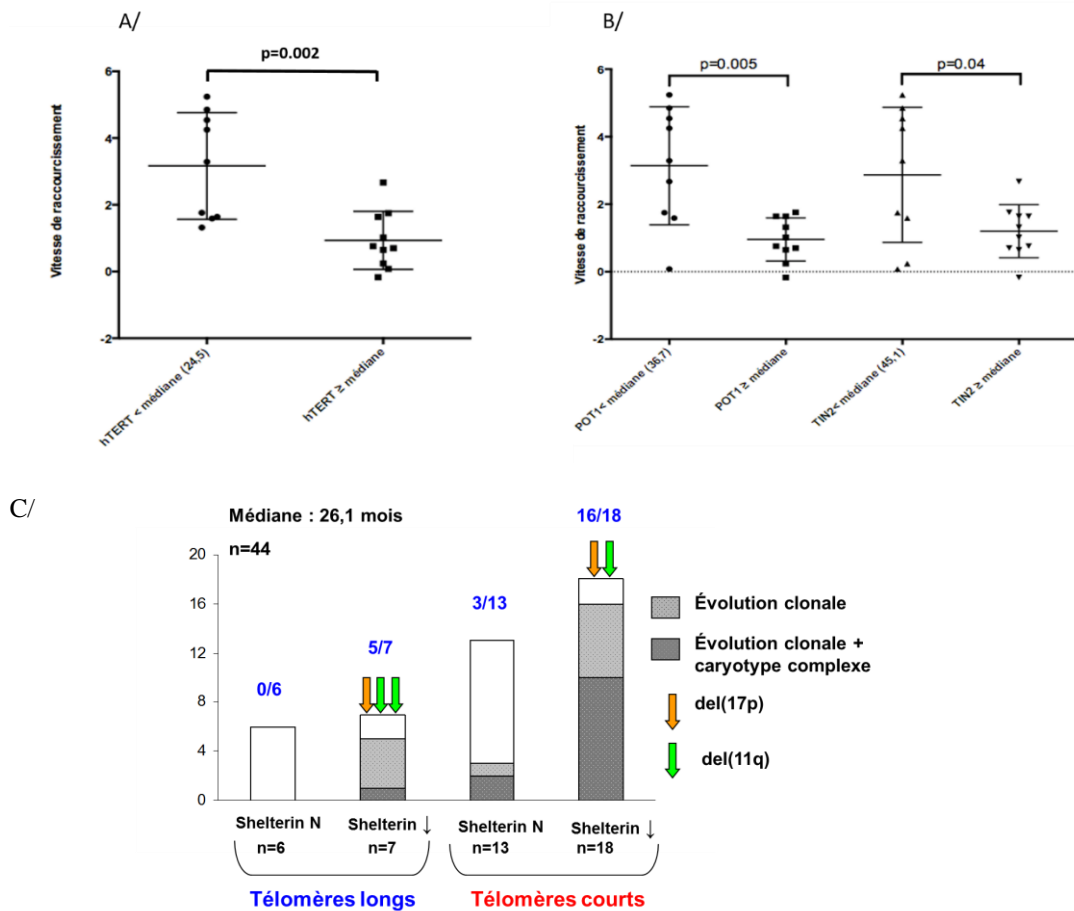 A/
p=0.002
6
4
2
0
-2
Vitesse de raccourcissement
hTERT < médiane (24,5)
hTERT ≥ médiane
B/
p=0.005
p=0.04
6
4
2
0
-2
Vitesse de raccourcissement
POT1< médiane (36,7)
POT1 ≥ médiane
TIN2< médiane (45,1)
TIN2 ≥ médiane
C/
Médiane : 26,1 mois
n=44
20
16
12
8
4
0
0/6
5/7
3/13
16/18
Évolution clonale
Évolution clonale +
caryotype complexe
del(17p)
del(11q)
Shelterin N
n=6
Shelterin ↓
n=7
Shelterin N
n=13
Shelterin ↓
n=18
Télomères longs
Télomères courts